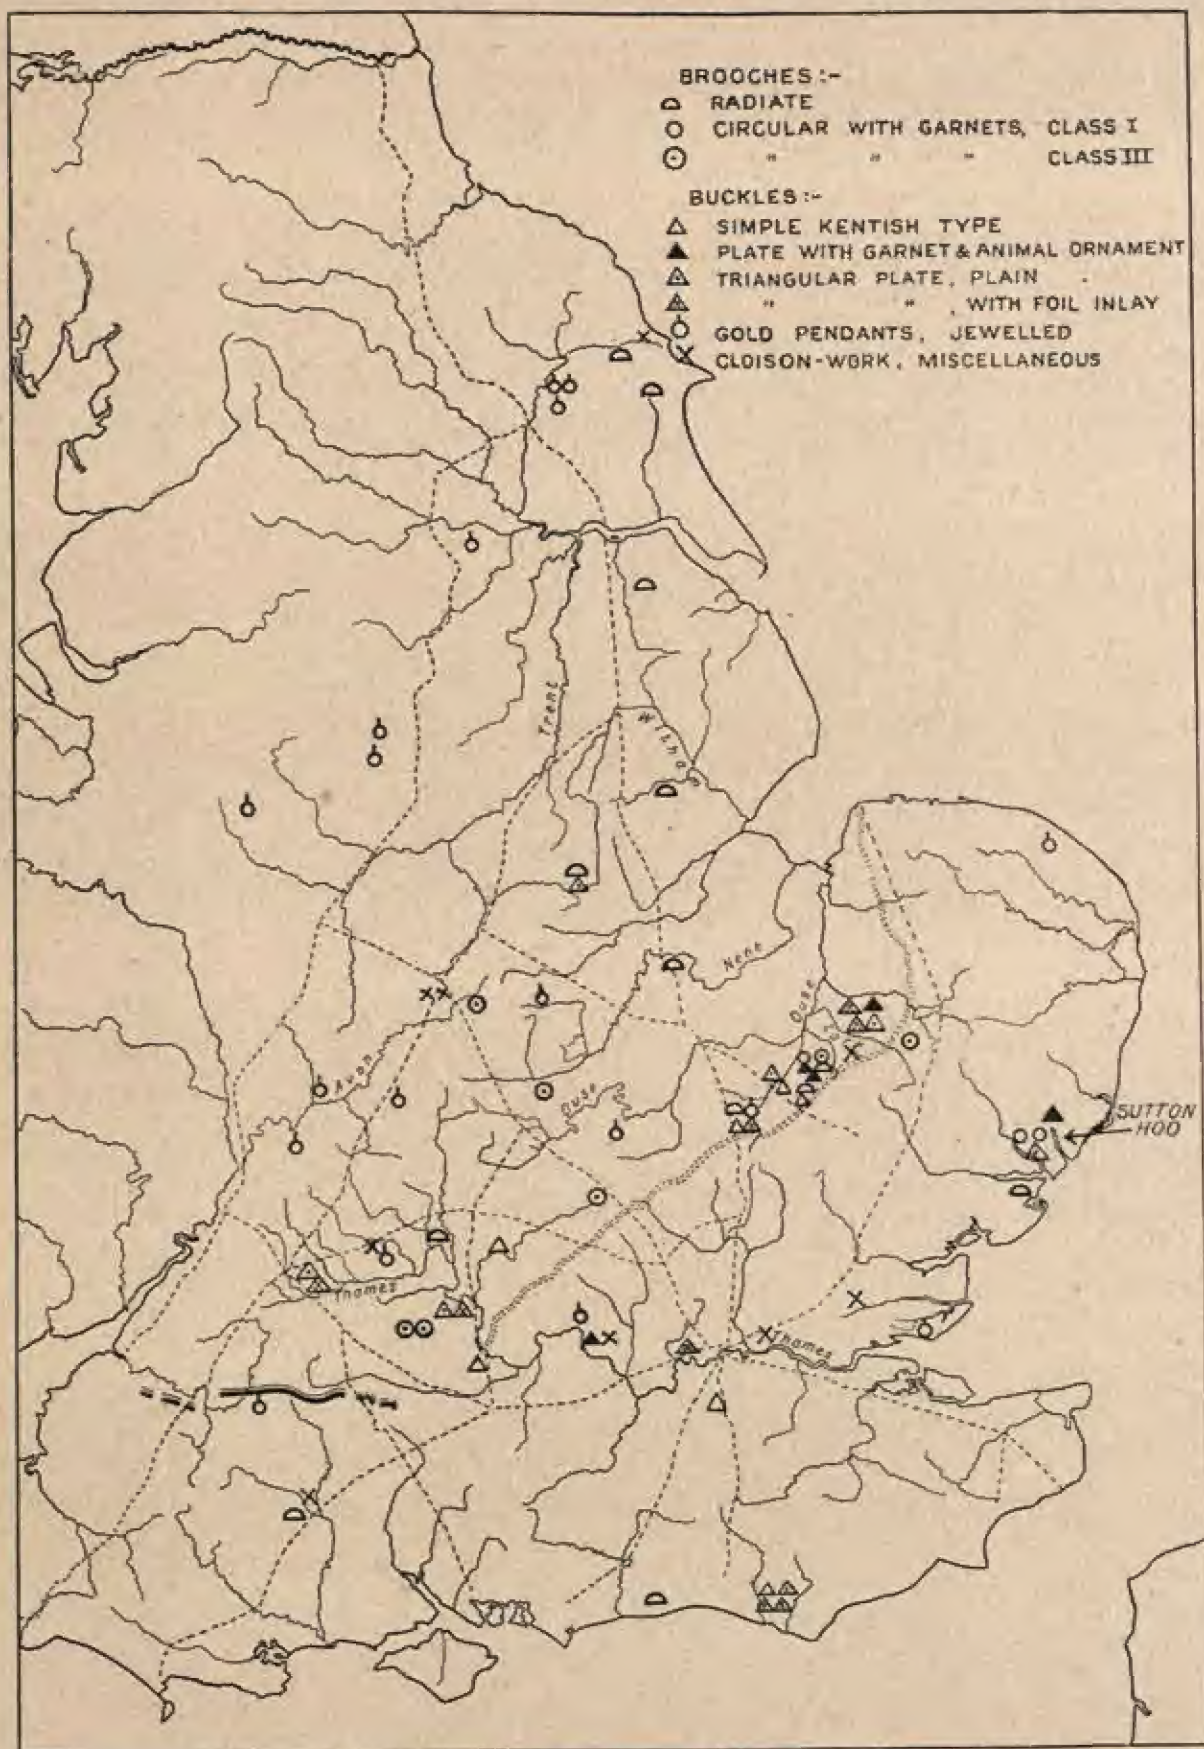 BROOCHES :-
RADIATE
CIRCULAR WITH GARNETS, CLASS I
" " " CLASS III
BUCKLES :-
SIMPLE KENTISH TYPE
PLATE WITH GARNET & ANIMAL ORNAMENT
TRIANGULAR PLATE, PLAIN
" " , WITH FOIL INLAY
GOLD PENDANTS, JEWELLED
CLOISON-WORK, MISCELLANEOUS
Trent
Witham
Nene
Ouse
Avon
Ouse
SUTTON
HOO
Thames
Thames